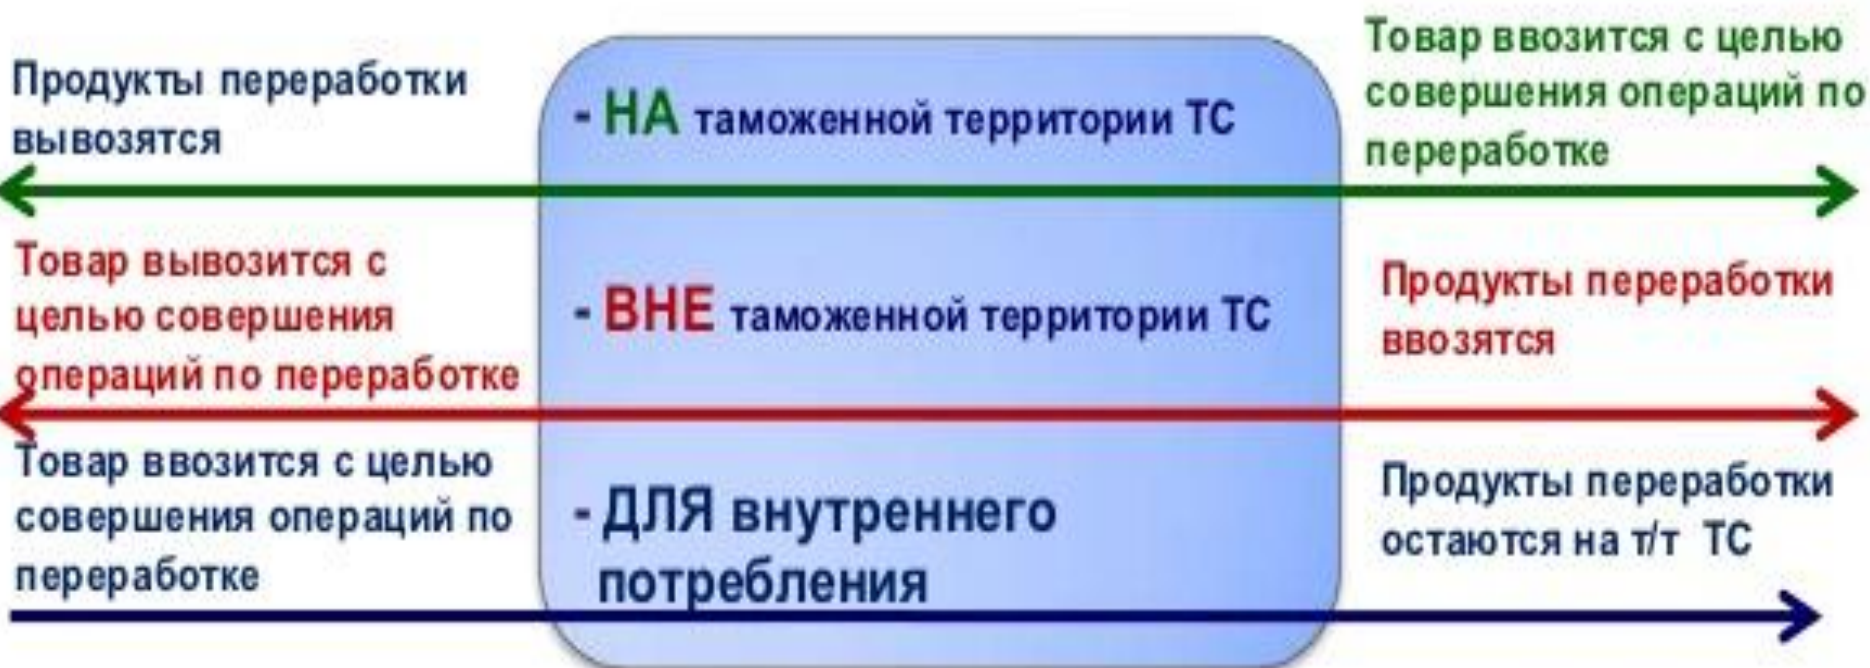 Продукты переработки
вывозятся
- НА таможенной территории ТС
Товар ввозится с целью
совершения операций по
переработке
Товар вывозится с
целью совершения
операций по переработке
- ВНЕ таможенной территории ТС
Продукты переработки
ввозятся
Товар ввозится с целью
совершения операций по
переработке
- ДЛЯ внутреннего
потребления
Продукты переработки
остаются на т/т ТС